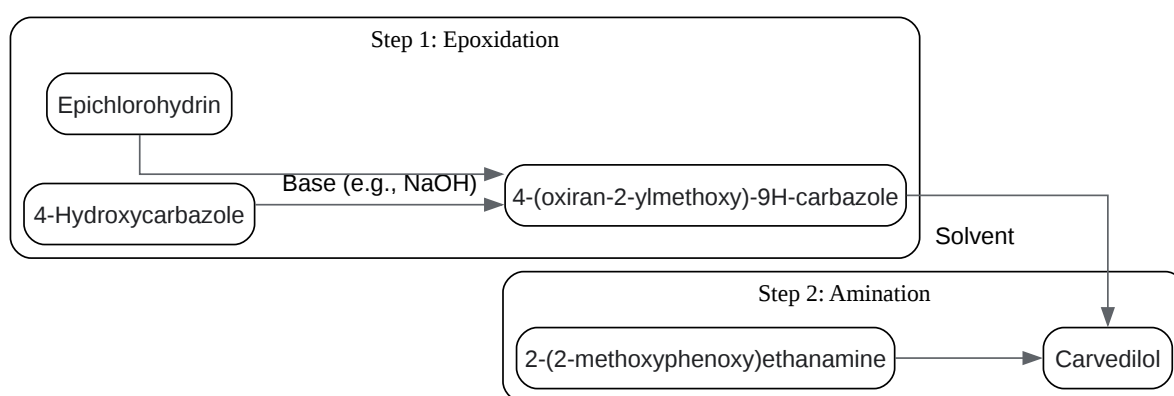 Step 1: Epoxidation
Epichlorohydrin
Base (e.g., NaOH)
4-Hydroxycarbazole
4-(oxiran-2-ylmethoxy)-9H-carbazole
Solvent
Step 2: Amination
2-(2-methoxyphenoxy)ethanamine
Carvedilol